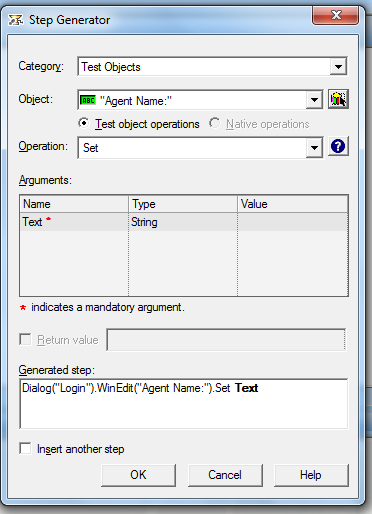 Step Generator
Category: Test Objects
Object: ABC "Agent Name:"
Test object operations Native operations
Operation: Set ?
Arguments:
Name Type Value
Text * String
* indicates a mandatory argument.
Return value
Generated step:
Dialog("Login").WinEdit("Agent Name:").Set Text
Insert another step
OK Cancel Help